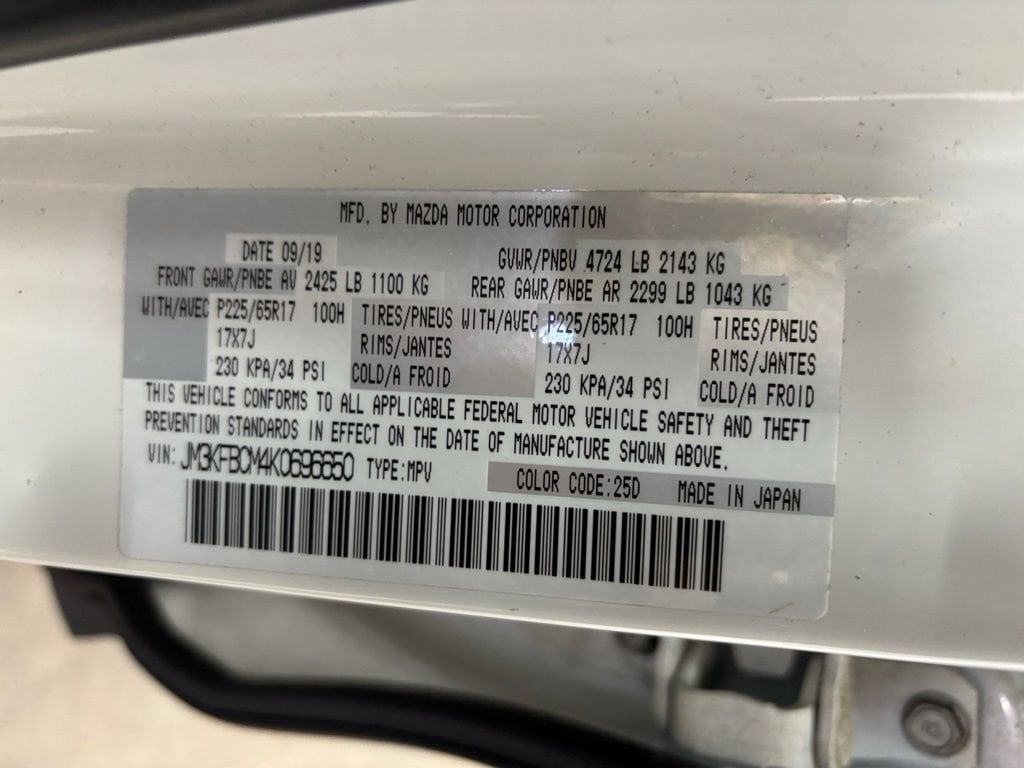 MFD. BY MAZDA MOTOR CORPORATION
DATE 09/19 GVWR/PNBV 4724 LB 2143 KG
FRONT GAWR/PNBE AV 2425 LB 1100 KG REAR GAWR/PNBE AR 2299 LB 1043 KG
WITH/AVEC P225/65R17 100H TIRES/PNEUS WITH/AVEC P225/65R17 100H TIRES/PNEUS
17X7J RIMS/JANTES 17X7J RIMS/JANTES
230 KPA/34 PSI COLD/A FROID 230 KPA/34 PSI COLD/A FROID
THIS VEHICLE CONFORMS TO ALL APPLICABLE FEDERAL MOTOR VEHICLE SAFETY AND THEFT
PREVENTION STANDARDS IN EFFECT ON THE DATE OF MANUFACTURE SHOWN ABOVE.
VIN: JM3KFBCM4K0696650 TYPE:MPV COLOR CODE:25D MADE IN JAPAN